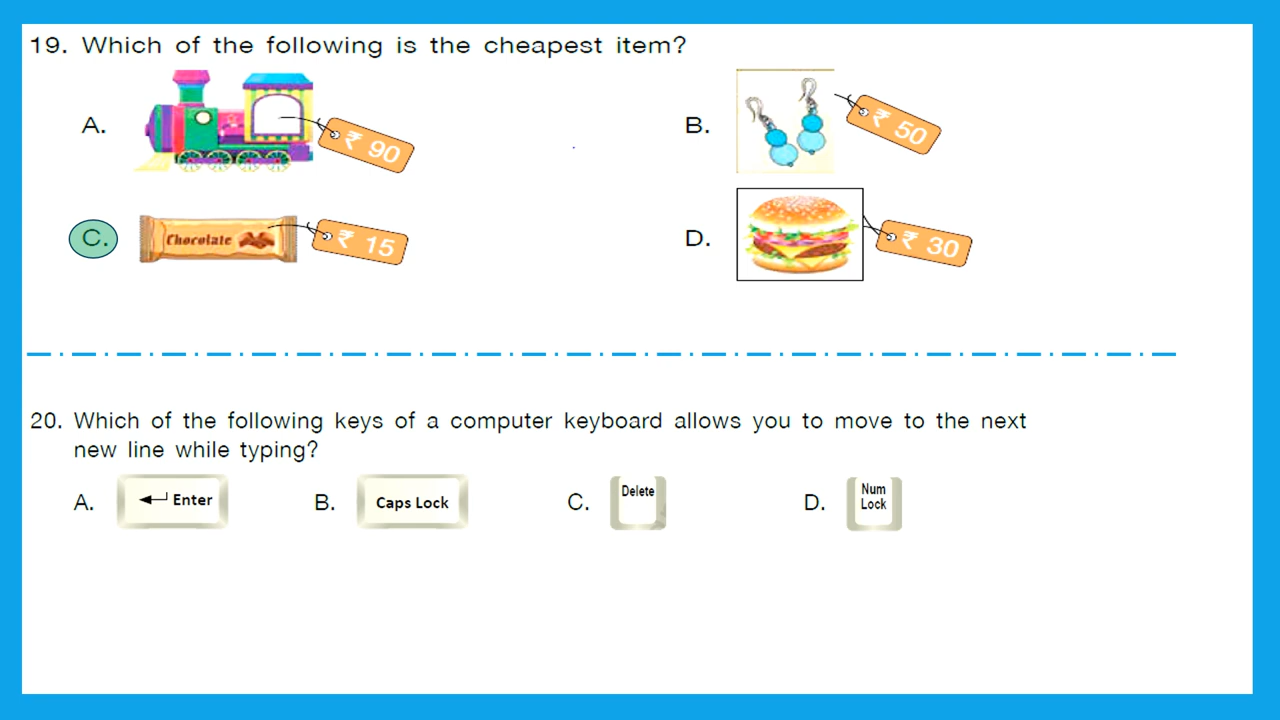 19. Which of the following is the cheapest item?
A.
₹ 90
B.
₹ 50
C.
Chocolate
₹ 15
D.
₹ 30
20. Which of the following keys of a computer keyboard allows you to move to the next
new line while typing?
A.
Enter
B.
Caps Lock
C.
Delete
D.
Num
Lock